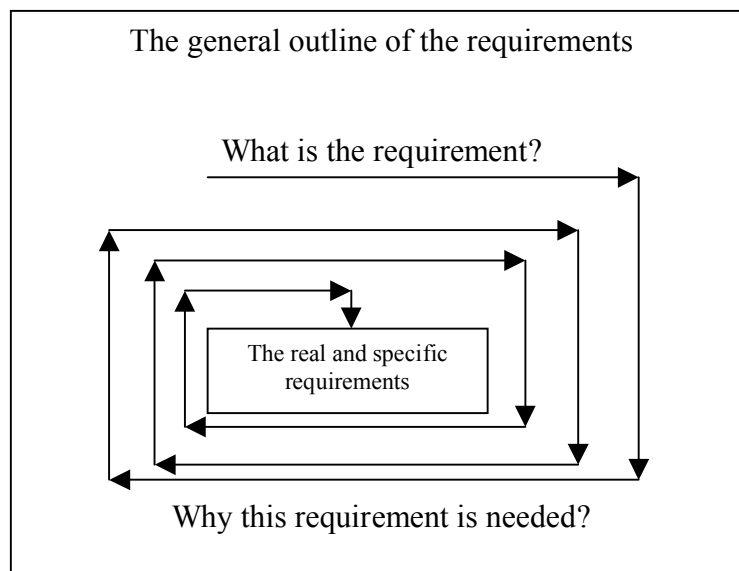 The general outline of the requirements
What is the requirement?
The real and specific
requirements
Why this requirement is needed?